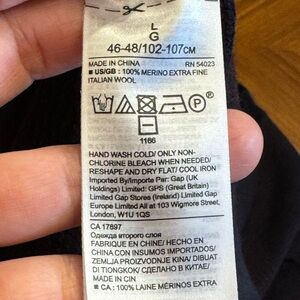 L
G
46-48/102-107CM
MADE IN CHINA RN 54023
■ US/GB : 100% MERINO EXTRA FINE
ITALIAN WOOL
P
1166
HAND WASH COLD/ ONLY NON-
CHLORINE BLEACH WHEN NEEDED/
RESHAPE AND DRY FLAT/ COOL IRON
Imported By/Importe Par: Gap (UK
Holdings) Limited: GPS (Great Britain)
Limited Gap Stores (Ireland) Limited Gap
Europe Limited All at 103 Wigmore Street,
London, W1U 1QS
CA 17897
Одежда второго слоя
FABRIQUÉ EN CHINE/ HECHO EN
CHINA CON INSUMOS IMPORTADOS/
ZEMLJA PROIZVODNJE KINA/ DIBUAT
DI TIONGKOK/ СДЕЛАНО В КИТАЕ/
MADE IN CIN
■ CA : 100% LAINE MÉRINOS EXTRA